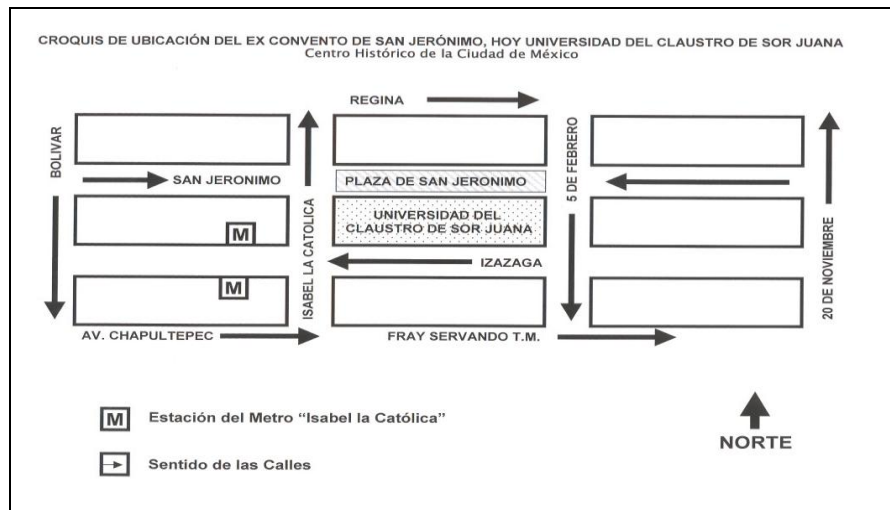 CROQUIS DE UBICACIÓN DEL EX CONVENTO DE SAN JERÓNIMO, HOY UNIVERSIDAD DEL CLAUSTRO DE SOR JUANA
Centro Histórico de la Ciudad de México
REGINA
BOLIVAR
SAN JERONIMO
ISABEL LA CATOLICA
PLAZA DE SAN JERONIMO
5 DE FEBRERO
20 DE NOVIEMBRE
UNIVERSIDAD DEL
CLAUSTRO DE SOR JUANA
M
IZAZAGA
M
AV. CHAPULTEPEC
FRAY SERVANDO T.M.
M Estación del Metro “Isabel la Católica”
Sentido de las Calles
NORTE